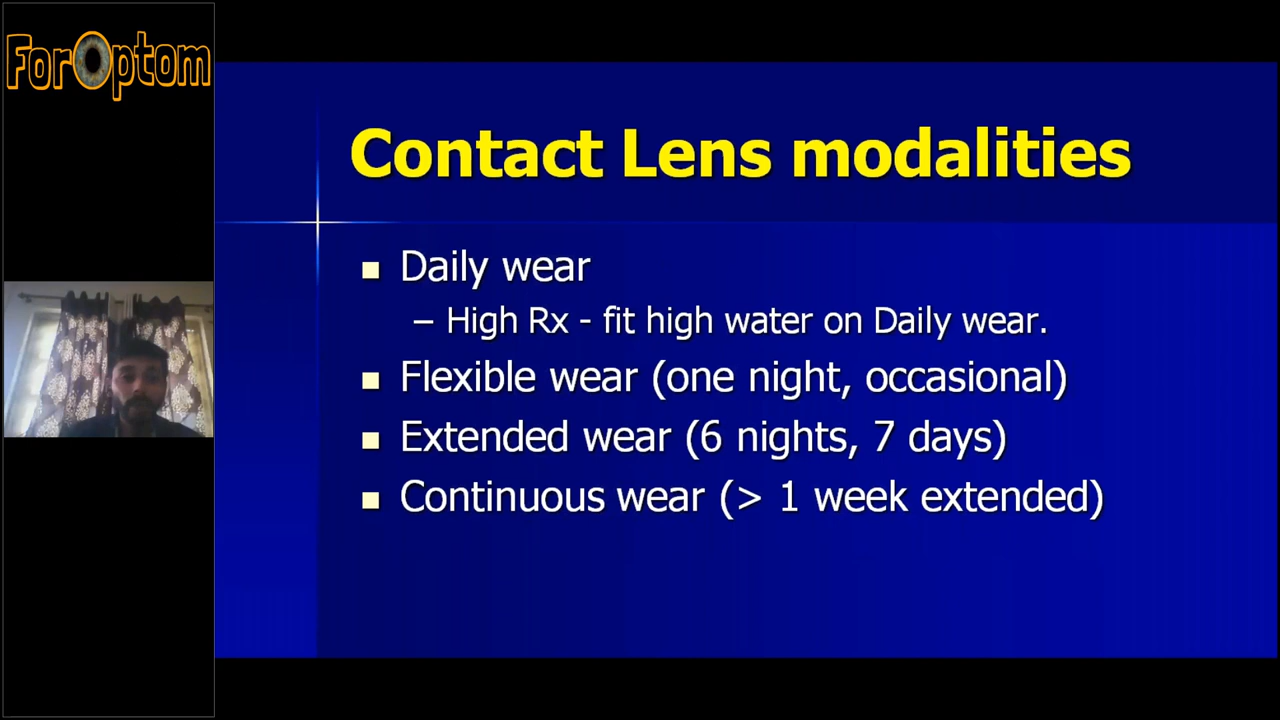 ForOptom
Contact Lens modalities
Daily wear
– High Rx - fit high water on Daily wear.
Flexible wear (one night, occasional)
Extended wear (6 nights, 7 days)
Continuous wear (> 1 week extended)